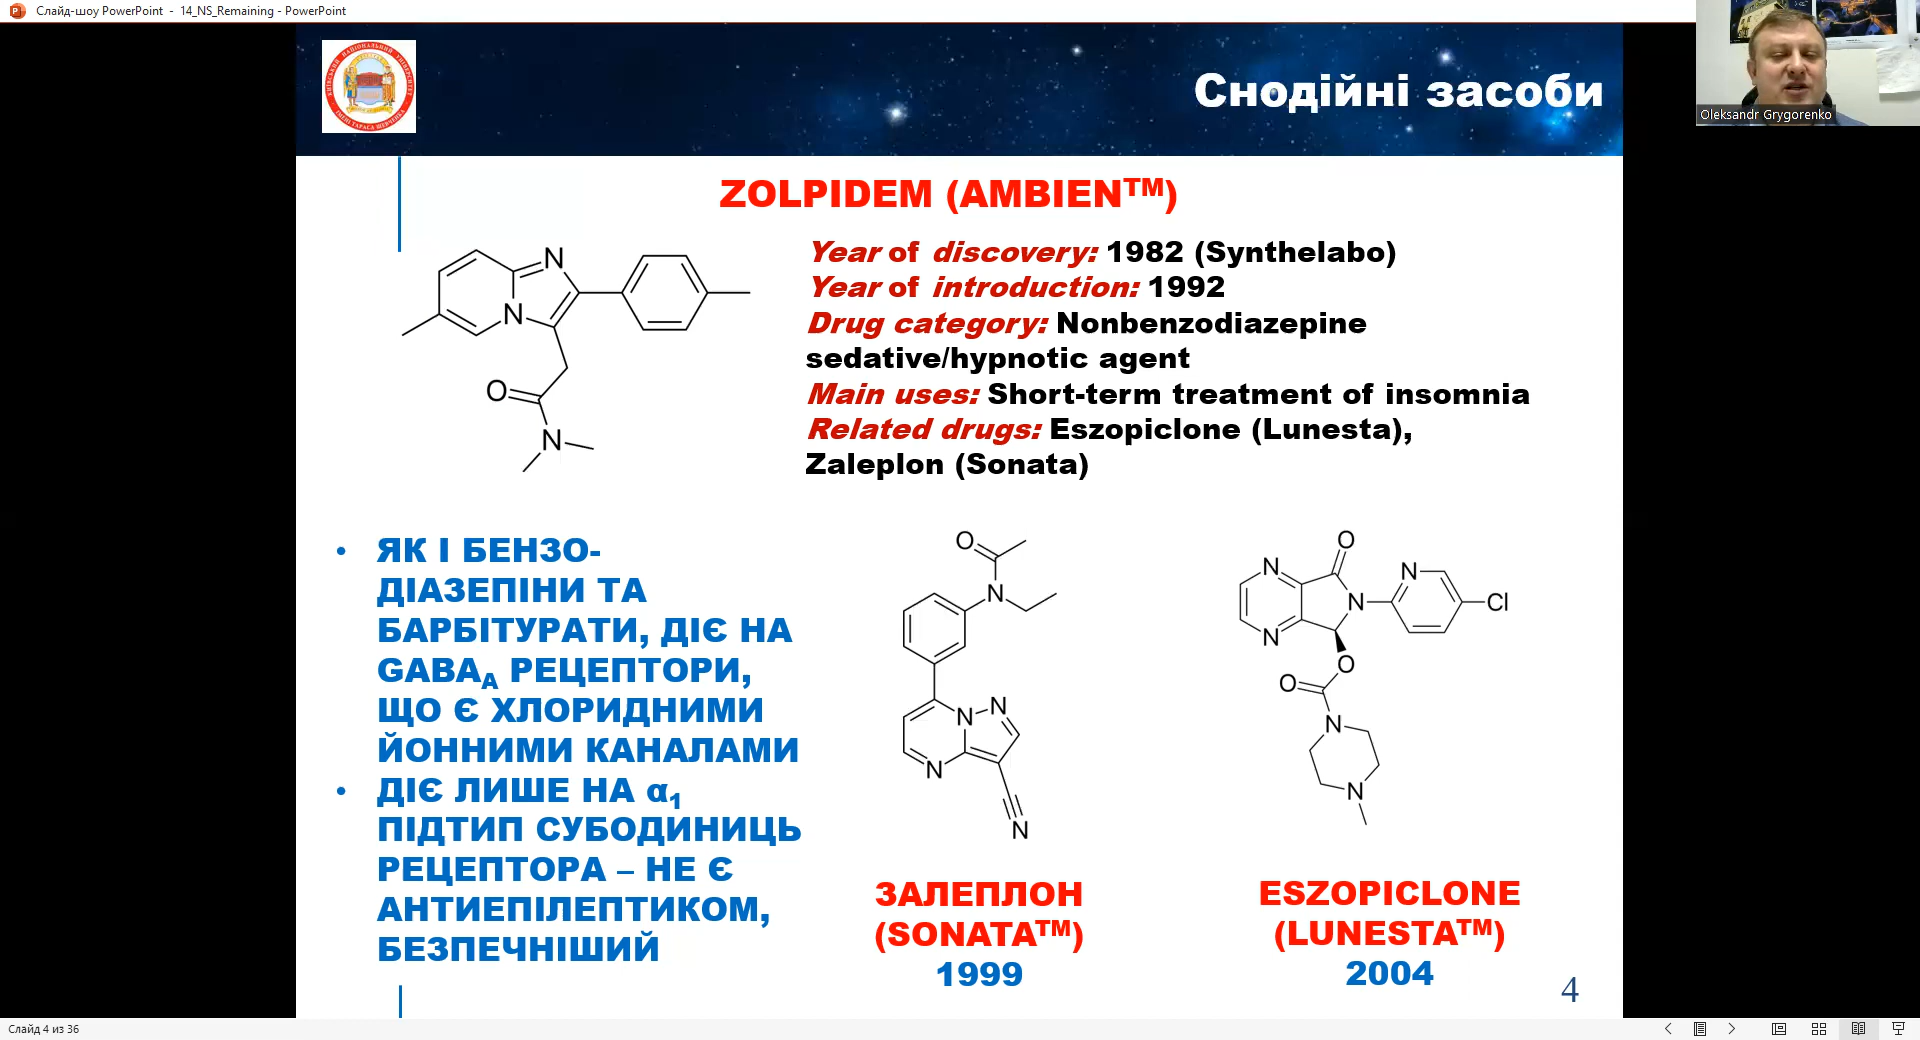 Слайд-шоу PowerPoint - 14_NS_Remaining - PowerPoint
Снодійні засоби
Oleksandr Grygorenko
ZOLPIDEM (AMBIEN™)
Year of discovery: 1982 (Synthelabo)
Year of introduction: 1992
Drug category: Nonbenzodiazepine
sedative/hypnotic agent
Main uses: Short-term treatment of insomnia
Related drugs: Eszopiclone (Lunesta),
Zaleplon (Sonata)
N
N
O
N
• ЯК І БЕНЗО-
ДІАЗЕПІНИ ТА
БАРБІТУРАТИ, ДІЄ НА
GABAA РЕЦЕПТОРИ,
ЩО Є ХЛОРИДНИМИ
ЙОННИМИ КАНАЛАМИ
• ДІЄ ЛИШЕ НА α1
ПІДТИП СУБОДИНИЦЬ
РЕЦЕПТОРА – НЕ Є
АНТИЕПІЛЕПТИКОМ,
БЕЗПЕЧНІШИЙ
O
N
N
N
N
N
ЗАЛЕПЛОН
(SONATA™)
1999
O
N
N
N
N
Cl
O
O
N
N
ESZOPICLONE
(LUNESTA™)
2004
4
Слайд 4 из 36